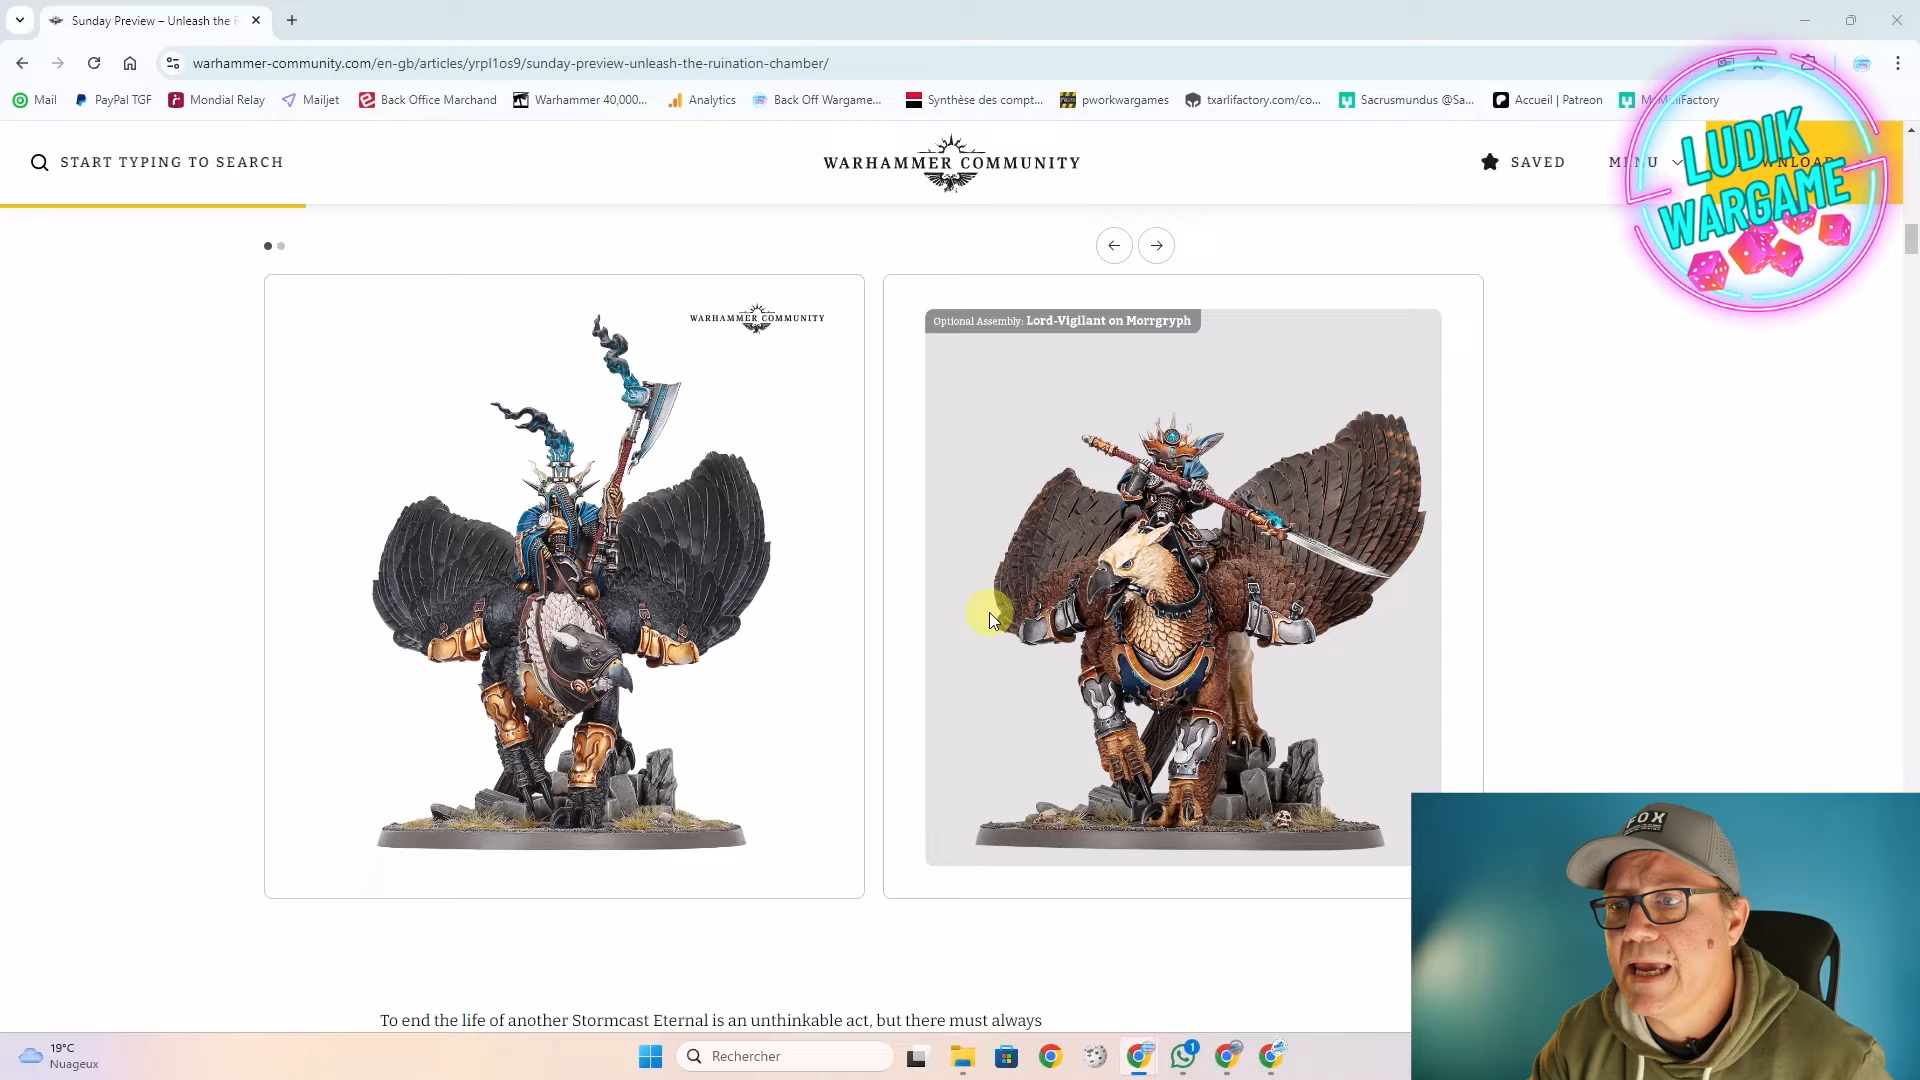 Sunday Preview – Unleash the R
warhammer-community.com/en-gb/articles/yrpl1os9/sunday-preview-unleash-the-ruination-chamber/
Mail
PayPal TGF
Mondial Relay
Mailjet
Back Office Marchand
Warhammer 40,000...
Analytics
Back Off Wargame...
Synthèse des compt...
pworkwargames
txarlifactory.com/co...
Sacrusmundus @Sa...
Accueil | Patreon
MyMiniFactory
START TYPING TO SEARCH
WARHAMMER COMMUNITY
SAVED
MENU
DOWNLOADS
LUDIK
WARGAME
WARHAMMER COMMUNITY
Optional Assembly: Lord-Vigilant on Morrgryph
FOX
To end the life of another Stormcast Eternal is an unthinkable act, but there must always
19°C
Nuageux
Rechercher
1